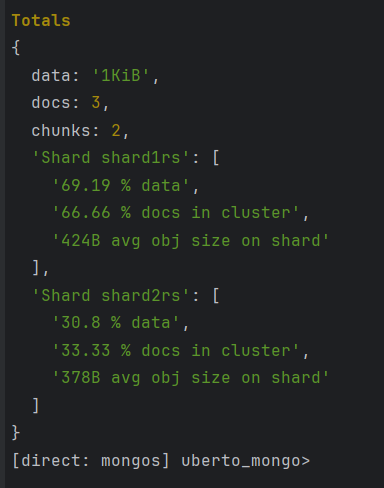 Totals
{
  data: '1KiB',
  docs: 3,
  chunks: 2,
  'Shard shard1rs': [
    '69.19 % data',
    '66.66 % docs in cluster',
    '424B avg obj size on shard'
  ],
  'Shard shard2rs': [
    '30.8 % data',
    '33.33 % docs in cluster',
    '378B avg obj size on shard'
  ]
}
[direct: mongos] uberto_mongo>